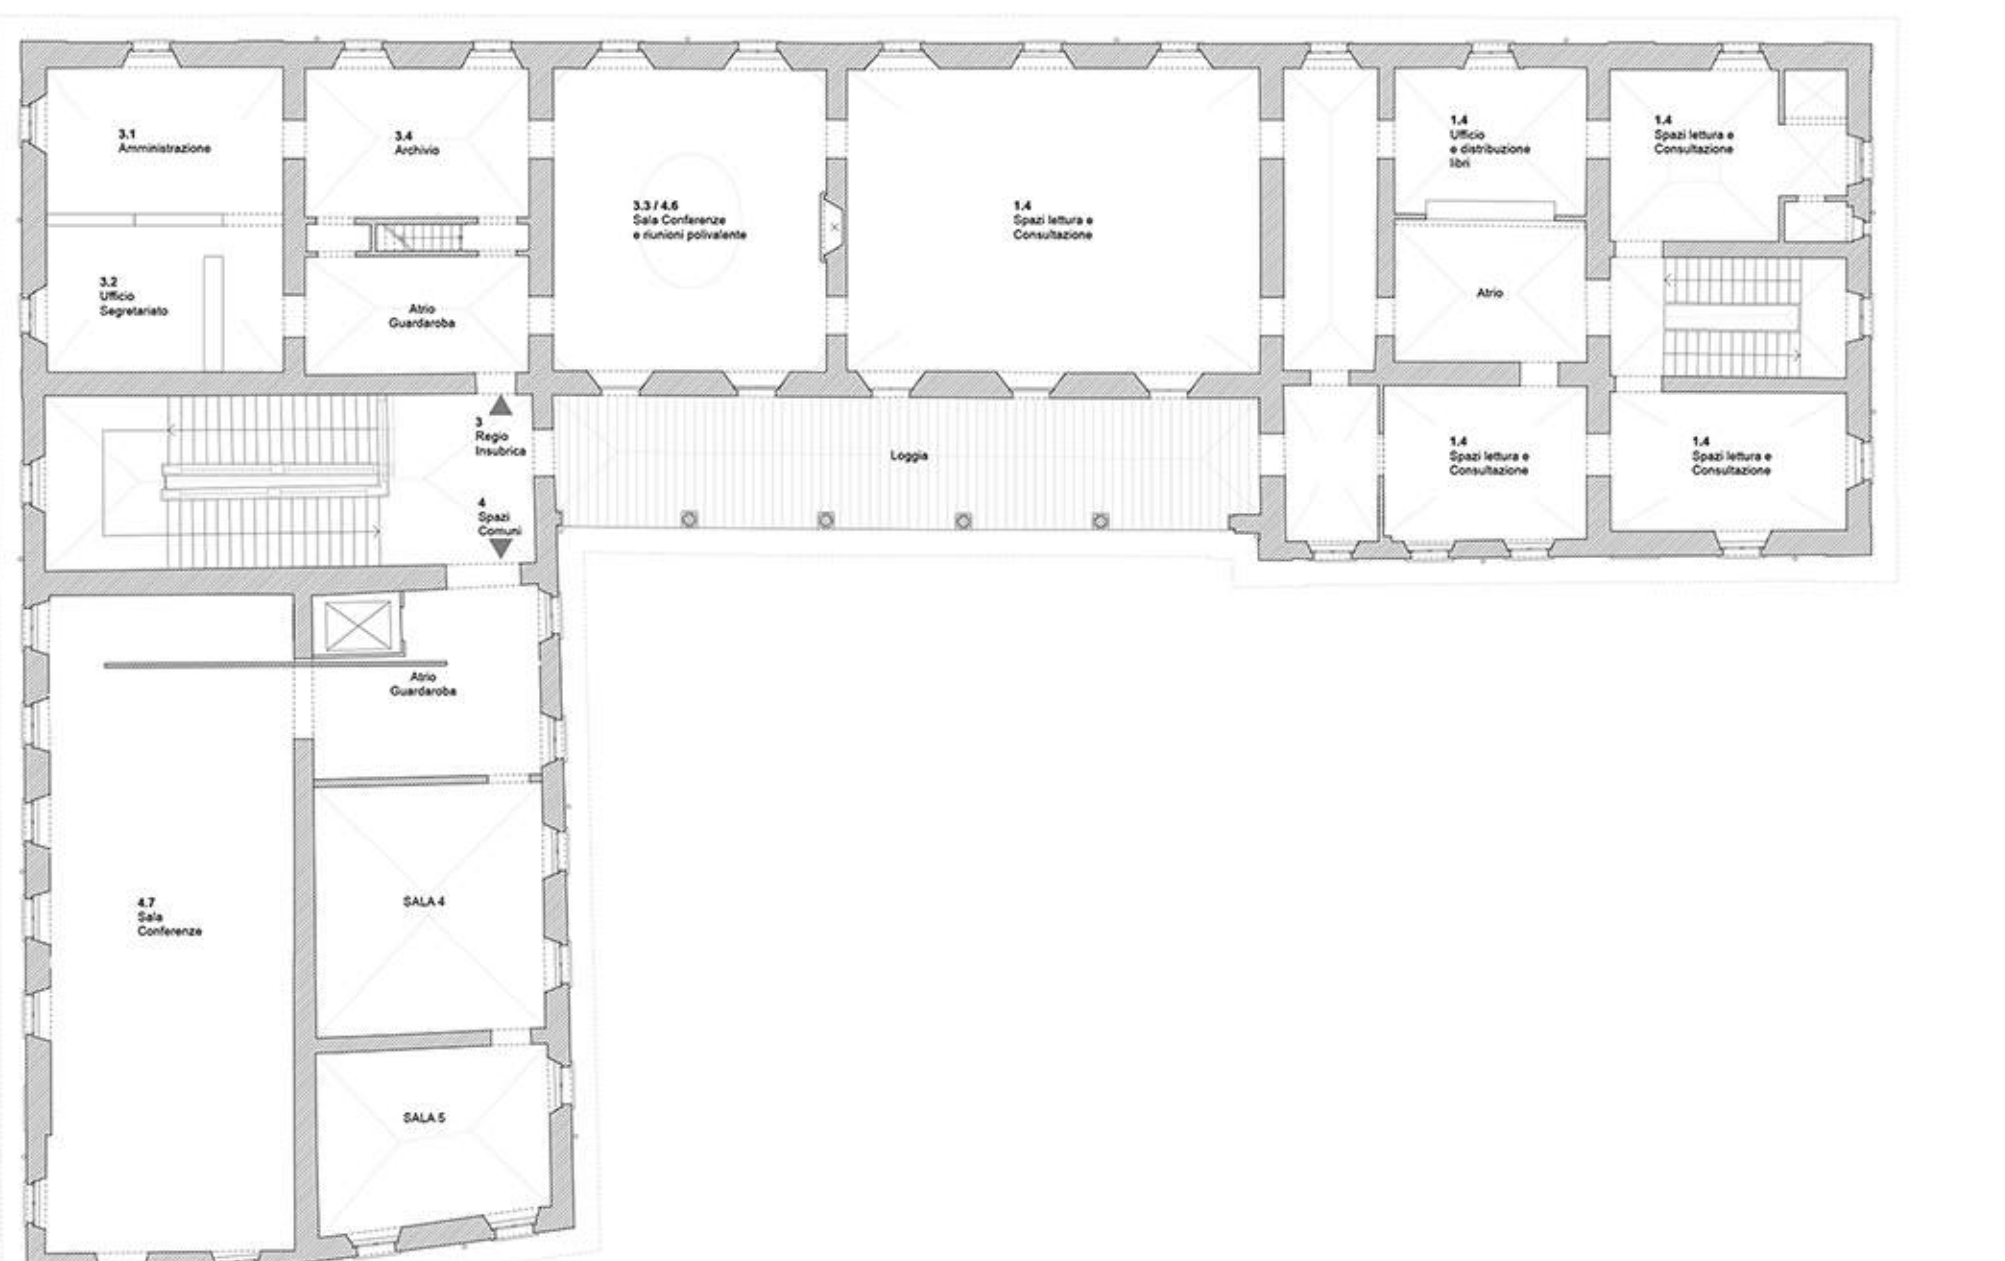 3.1
Amministrazione
3.4
Archivio
3.3 / 4.6
Sala Conferenze
e riunioni polivalente
1.4
Spazi lettura e
Consultazione
1.4
Ufficio
e distribuzione
libri
1.4
Spazi lettura e
Consultazione
3.2
Ufficio
Segretariato
Atrio
Guardaroba
Atrio
3
Regio
Insubrica
4
Spazi
Comuni
Loggia
1.4
Spazi lettura e
Consultazione
1.4
Spazi lettura e
Consultazione
Atrio
Guardaroba
4.7
Sala
Conferenze
SALA 4
SALA 5